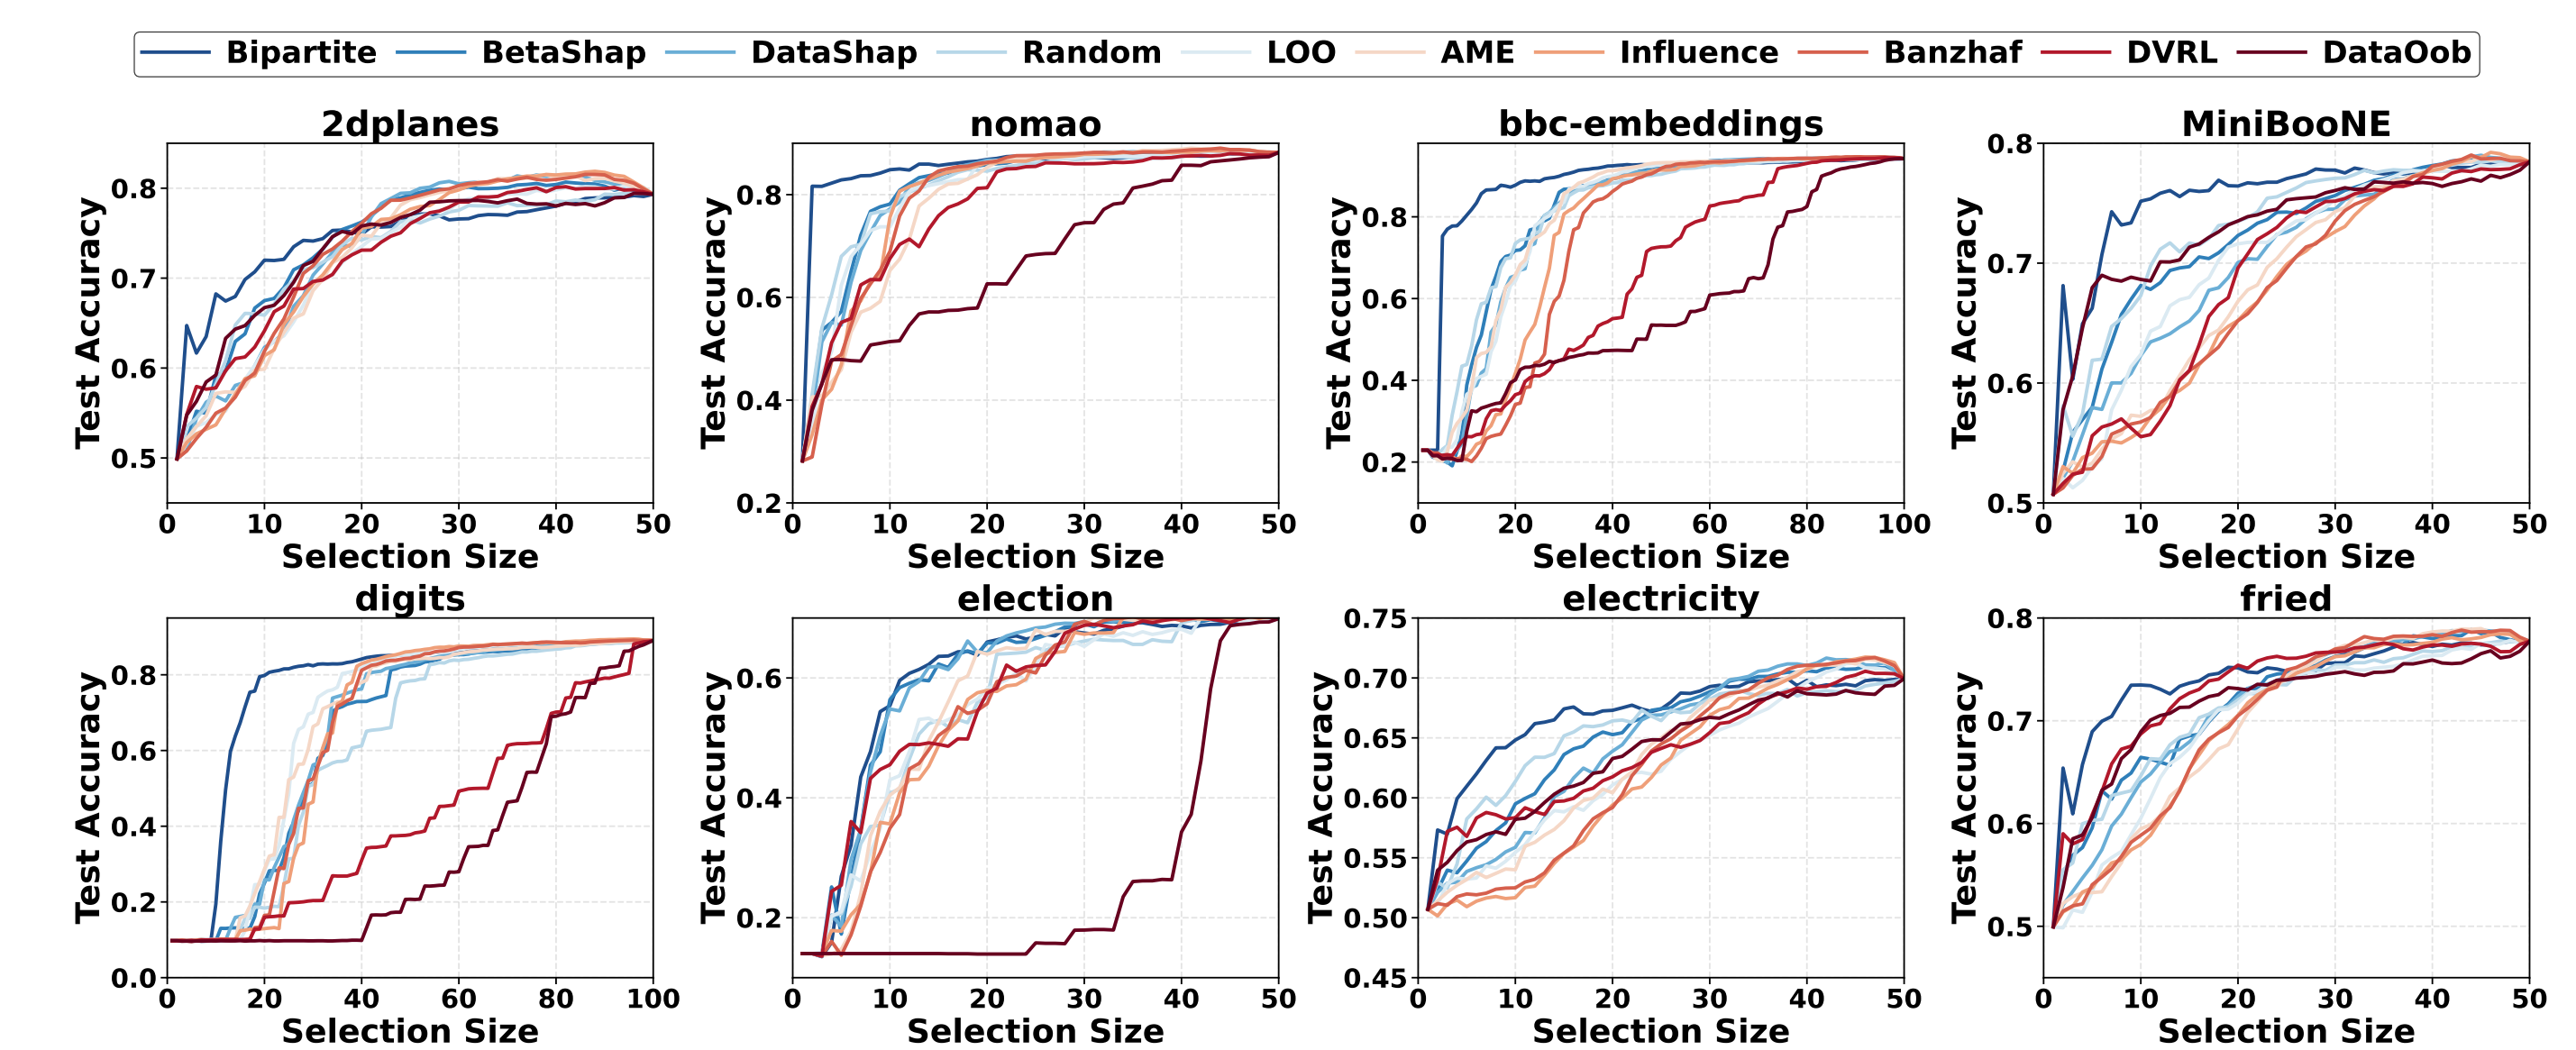 Bipartite BetaShap DataShap Random LOO AME Influence Banzhaf DVRL DataOob
2dplanes nomao bbc-embeddings MiniBooNE
Test Accuracy
0.8
0.7
0.6
0.5
0 10 20 30 40 50
Selection Size
Test Accuracy
0.8
0.6
0.4
0.2
0 10 20 30 40 50
Selection Size
Test Accuracy
0.8
0.6
0.4
0.2
0 20 40 60 80 100
Selection Size
Test Accuracy
0.8
0.7
0.6
0.5
0 10 20 30 40 50
Selection Size
digits election electricity fried
Test Accuracy
0.8
0.6
0.4
0.2
0.0
0 20 40 60 80 100
Selection Size
Test Accuracy
0.6
0.4
0.2
0 10 20 30 40 50
Selection Size
Test Accuracy
0.75
0.70
0.65
0.60
0.55
0.50
0.45
0 10 20 30 40 50
Selection Size
Test Accuracy
0.8
0.7
0.6
0.5
0 10 20 30 40 50
Selection Size